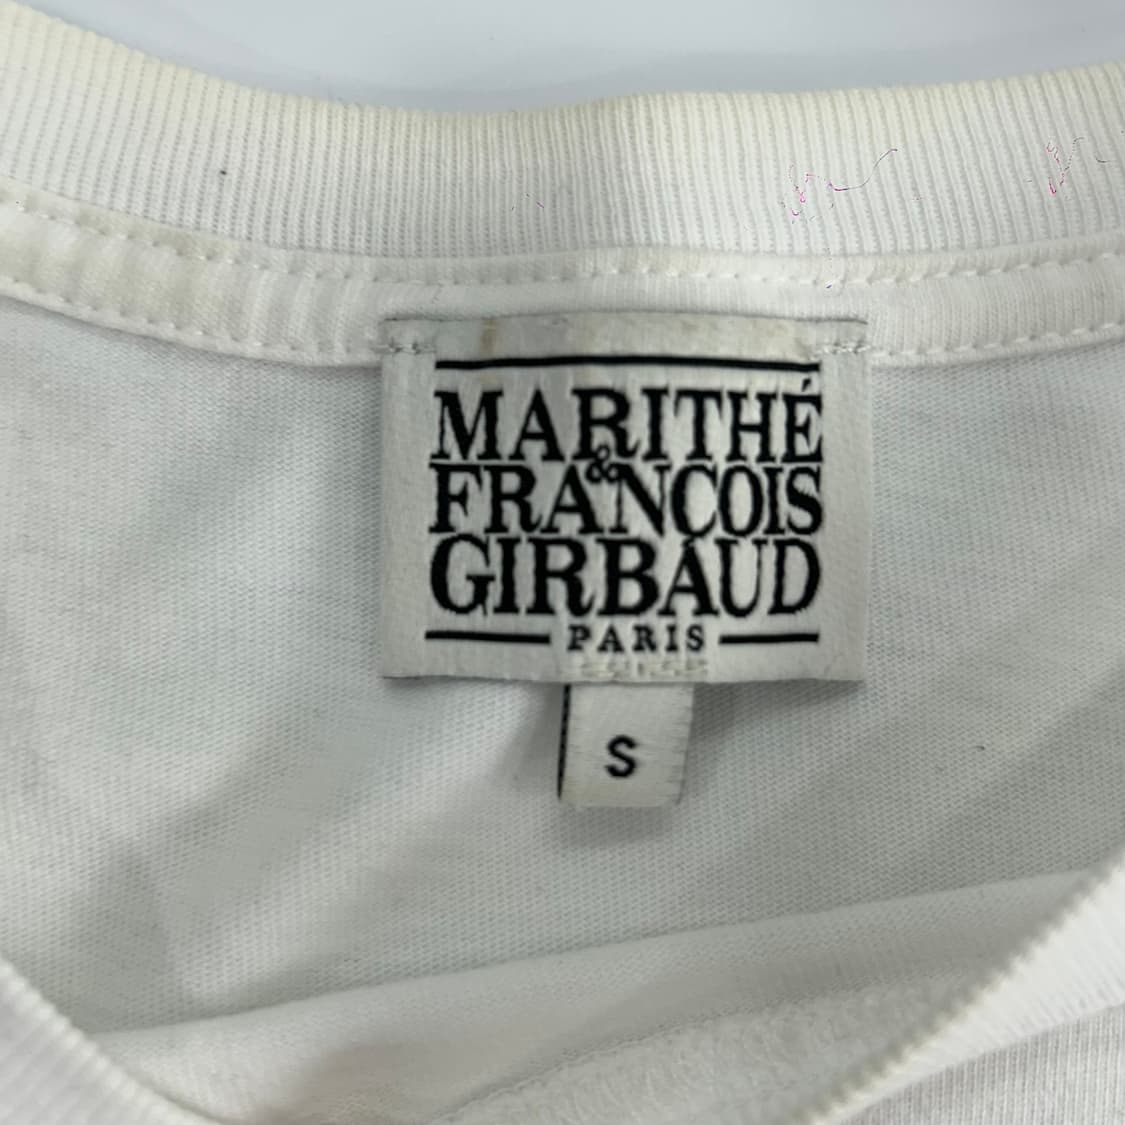 MARITHÉ
&
FRANÇOIS
GIRBAUD
PARIS
S